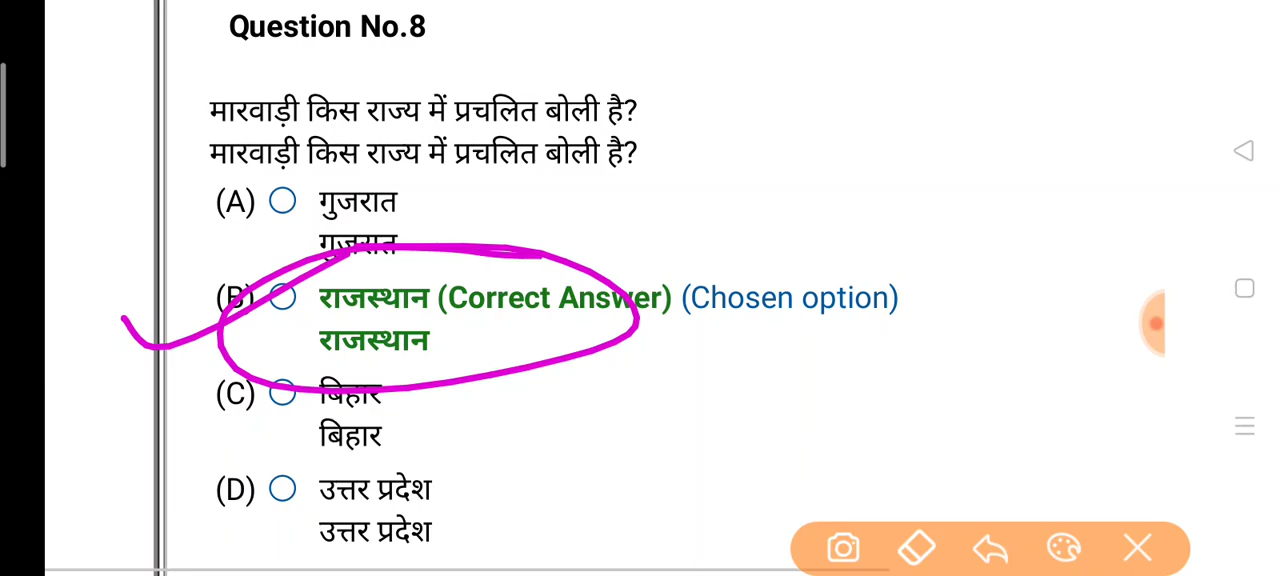 Question No.8
मारवाड़ी किस राज्य में प्रचलित बोली है?
मारवाड़ी किस राज्य में प्रचलित बोली है?
(A) गुजरात
गुजरात
(B) राजस्थान (Correct Answer) (Chosen option)
राजस्थान
(C) बिहार
बिहार
(D) उत्तर प्रदेश
उत्तर प्रदेश